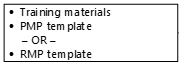 • Training materials
• PMP template
– OR –
• RMP template